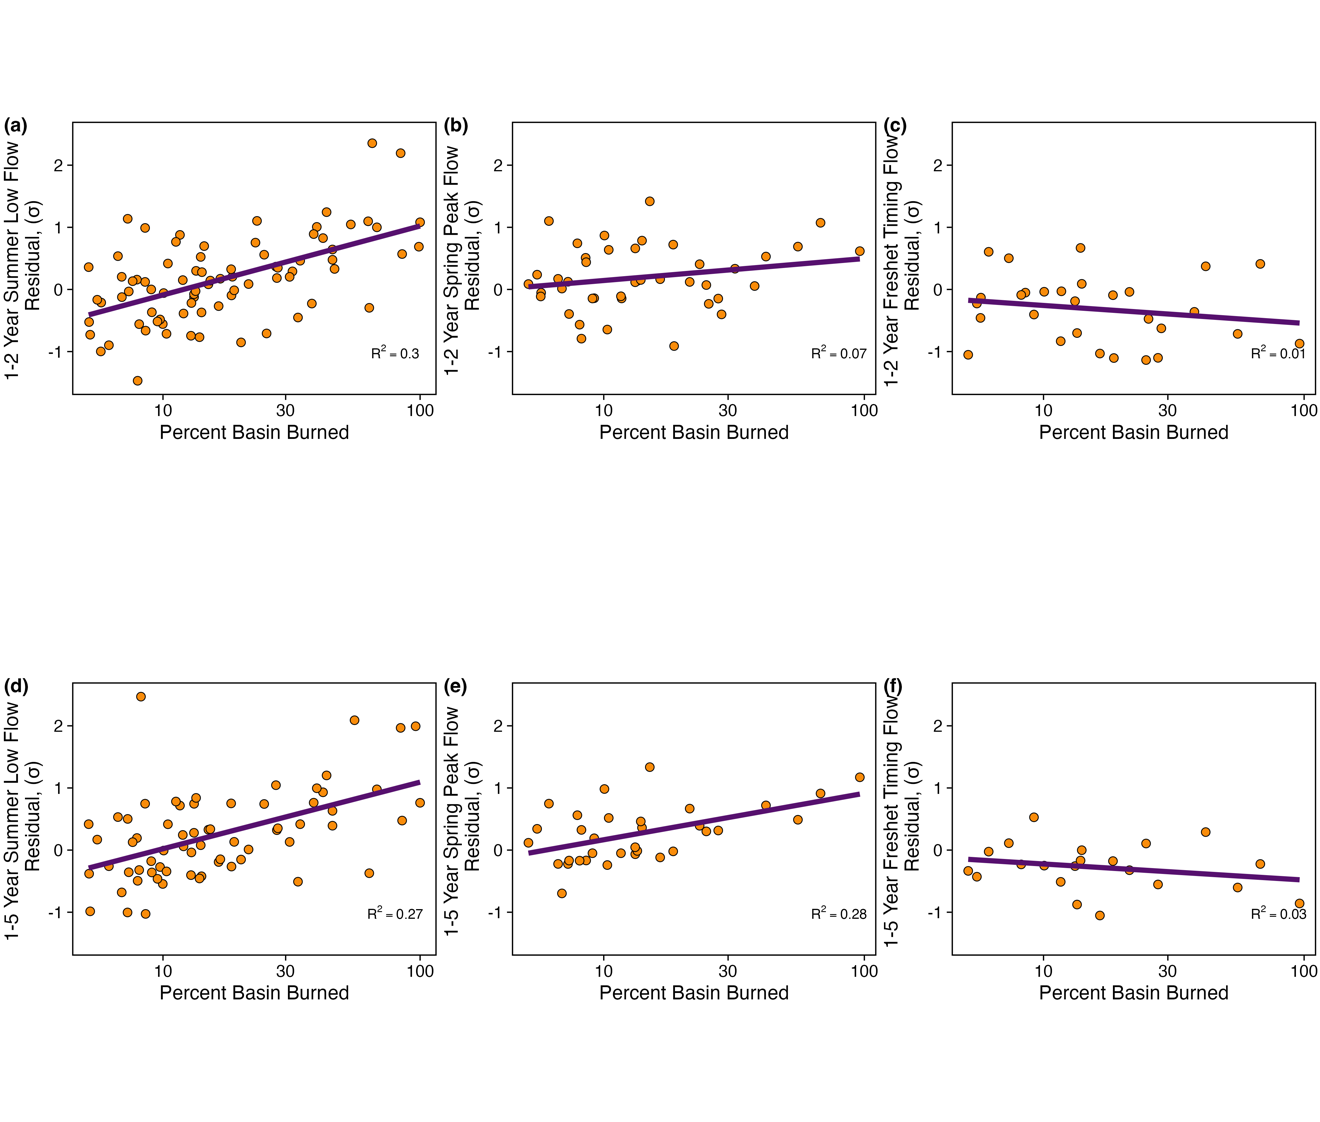 (a)
1-2 Year Summer Low Flow
Residual, (σ)
2
1
0
-1
R² = 0.3
10 30 100
Percent Basin Burned
(b)
1-2 Year Spring Peak Flow
Residual, (σ)
2
1
0
-1
R² = 0.07
10 30 100
Percent Basin Burned
(c)
1-2 Year Freshet Timing Flow
Residual, (σ)
2
1
0
-1
R² = 0.01
10 30 100
Percent Basin Burned
(d)
1-5 Year Summer Low Flow
Residual, (σ)
2
1
0
-1
R² = 0.27
10 30 100
Percent Basin Burned
(e)
1-5 Year Spring Peak Flow
Residual, (σ)
2
1
0
-1
R² = 0.28
10 30 100
Percent Basin Burned
(f)
1-5 Year Freshet Timing Flow
Residual, (σ)
2
1
0
-1
R² = 0.03
10 30 100
Percent Basin Burned